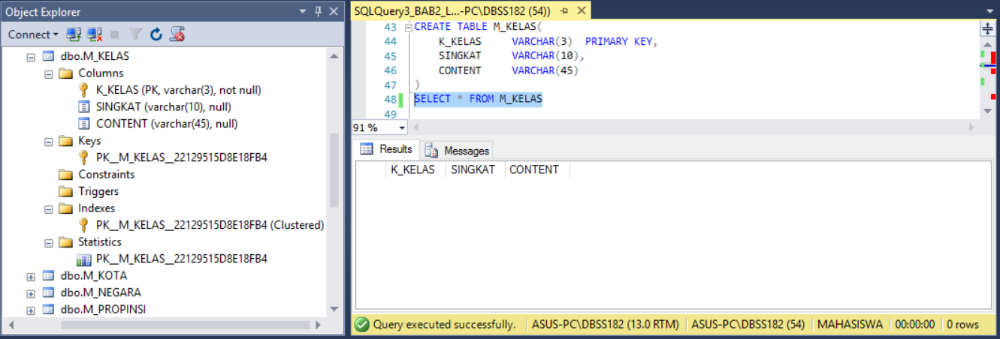 Object Explorer
Connect
dbo.M_KELAS
Columns
K_KELAS (PK, varchar(3), not null)
SINGKAT (varchar(10), null)
CONTENT (varchar(45), null)
Keys
PK__M_KELAS__22129515D8E18FB4
Constraints
Triggers
Indexes
PK__M_KELAS__22129515D8E18FB4 (Clustered)
Statistics
PK__M_KELAS__22129515D8E18FB4
dbo.M_KOTA
dbo.M_NEGARA
dbo.M_PROPINSI
SQLQuery3_BAB2_L...-PC\DBSS182 (54))
43 CREATE TABLE M_KELAS(
44 K_KELAS VARCHAR(3) PRIMARY KEY,
45 SINGKAT VARCHAR(10),
46 CONTENT VARCHAR(45)
47 )
48 SELECT * FROM M_KELAS
49
91 %
Results Messages
K_KELAS SINGKAT CONTENT
Query executed successfully. ASUS-PC\DBSS182 (13.0 RTM) ASUS-PC\DBSS182 (54) MAHASISWA 00:00:00 0 rows